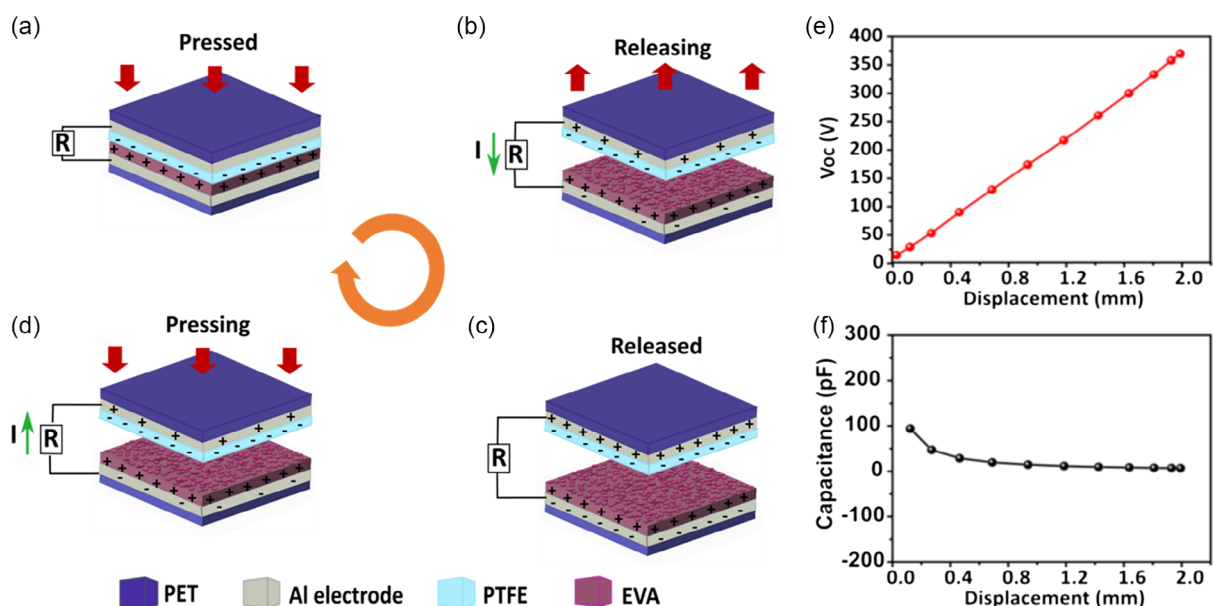 (a)
Pressed
R
(b)
Releasing
I
R
(e)
400
350
300
250
200
150
100
50
0
Voc (V)
0.0 0.4 0.8 1.2 1.6 2.0
Displacement (mm)
(d)
Pressing
I
R
(c)
Released
R
(f)
300
200
100
0
-100
-200
Capacitance (pF)
0.0 0.4 0.8 1.2 1.6 2.0
Displacement (mm)
PET Al electrode PTFE EVA